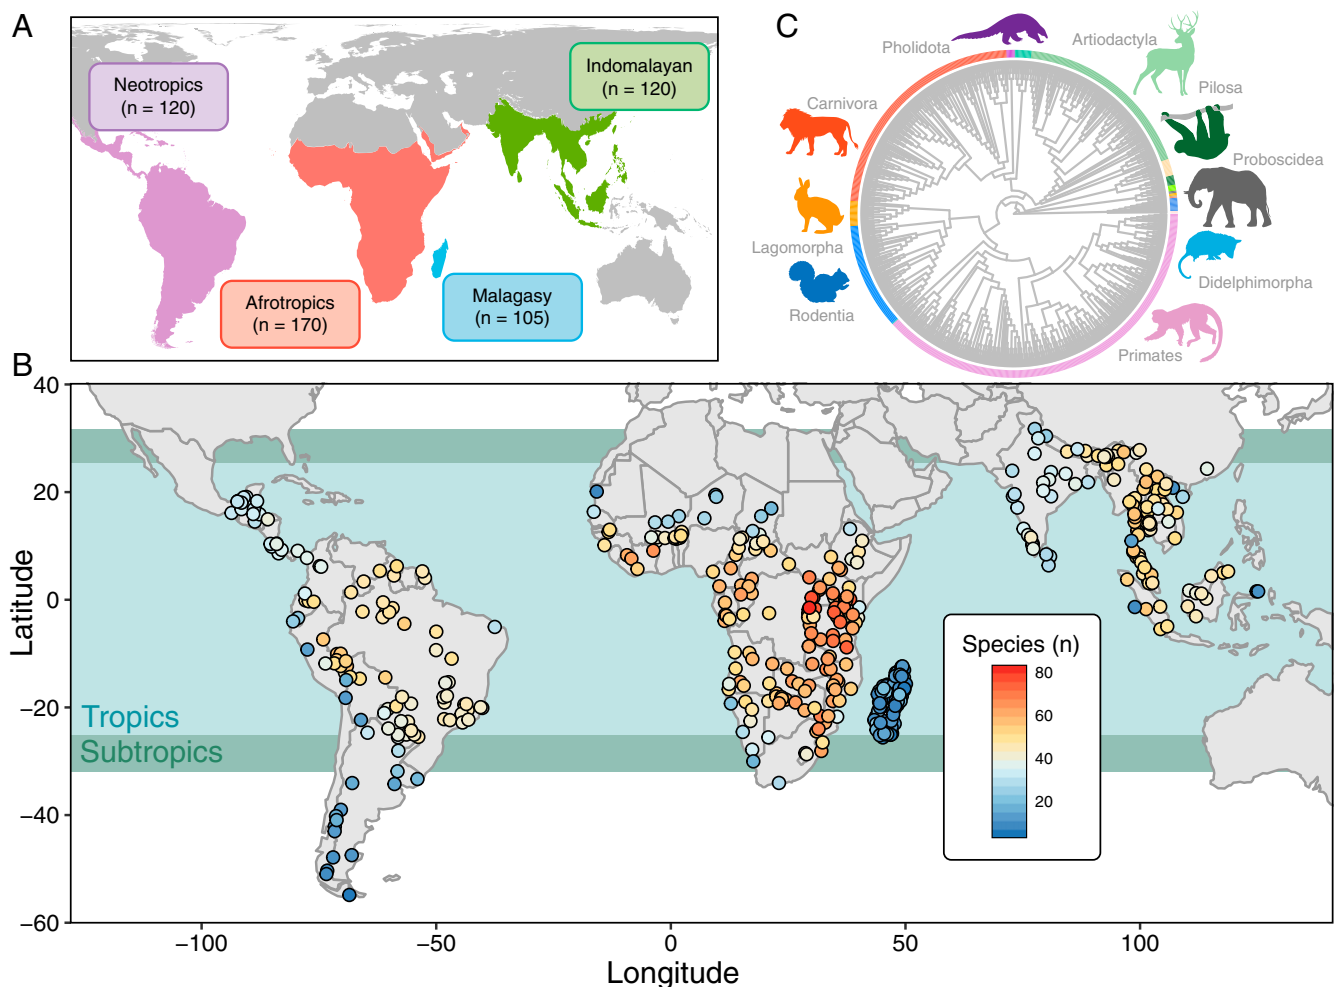 A
Neotropics
(n = 120)
Indomalayan
(n = 120)
Afrotropics
(n = 170)
Malagasy
(n = 105)
C
Pholidota
Artiodactyla
Carnivora
Pilosa
Proboscidea
Lagomorpha
Didelphimorpha
Rodentia
Primates
B
40
20
0
−20
−40
−60
Latitude
Tropics
Subtropics
Species (n)
80
60
40
20
−100
−50
0
50
100
Longitude